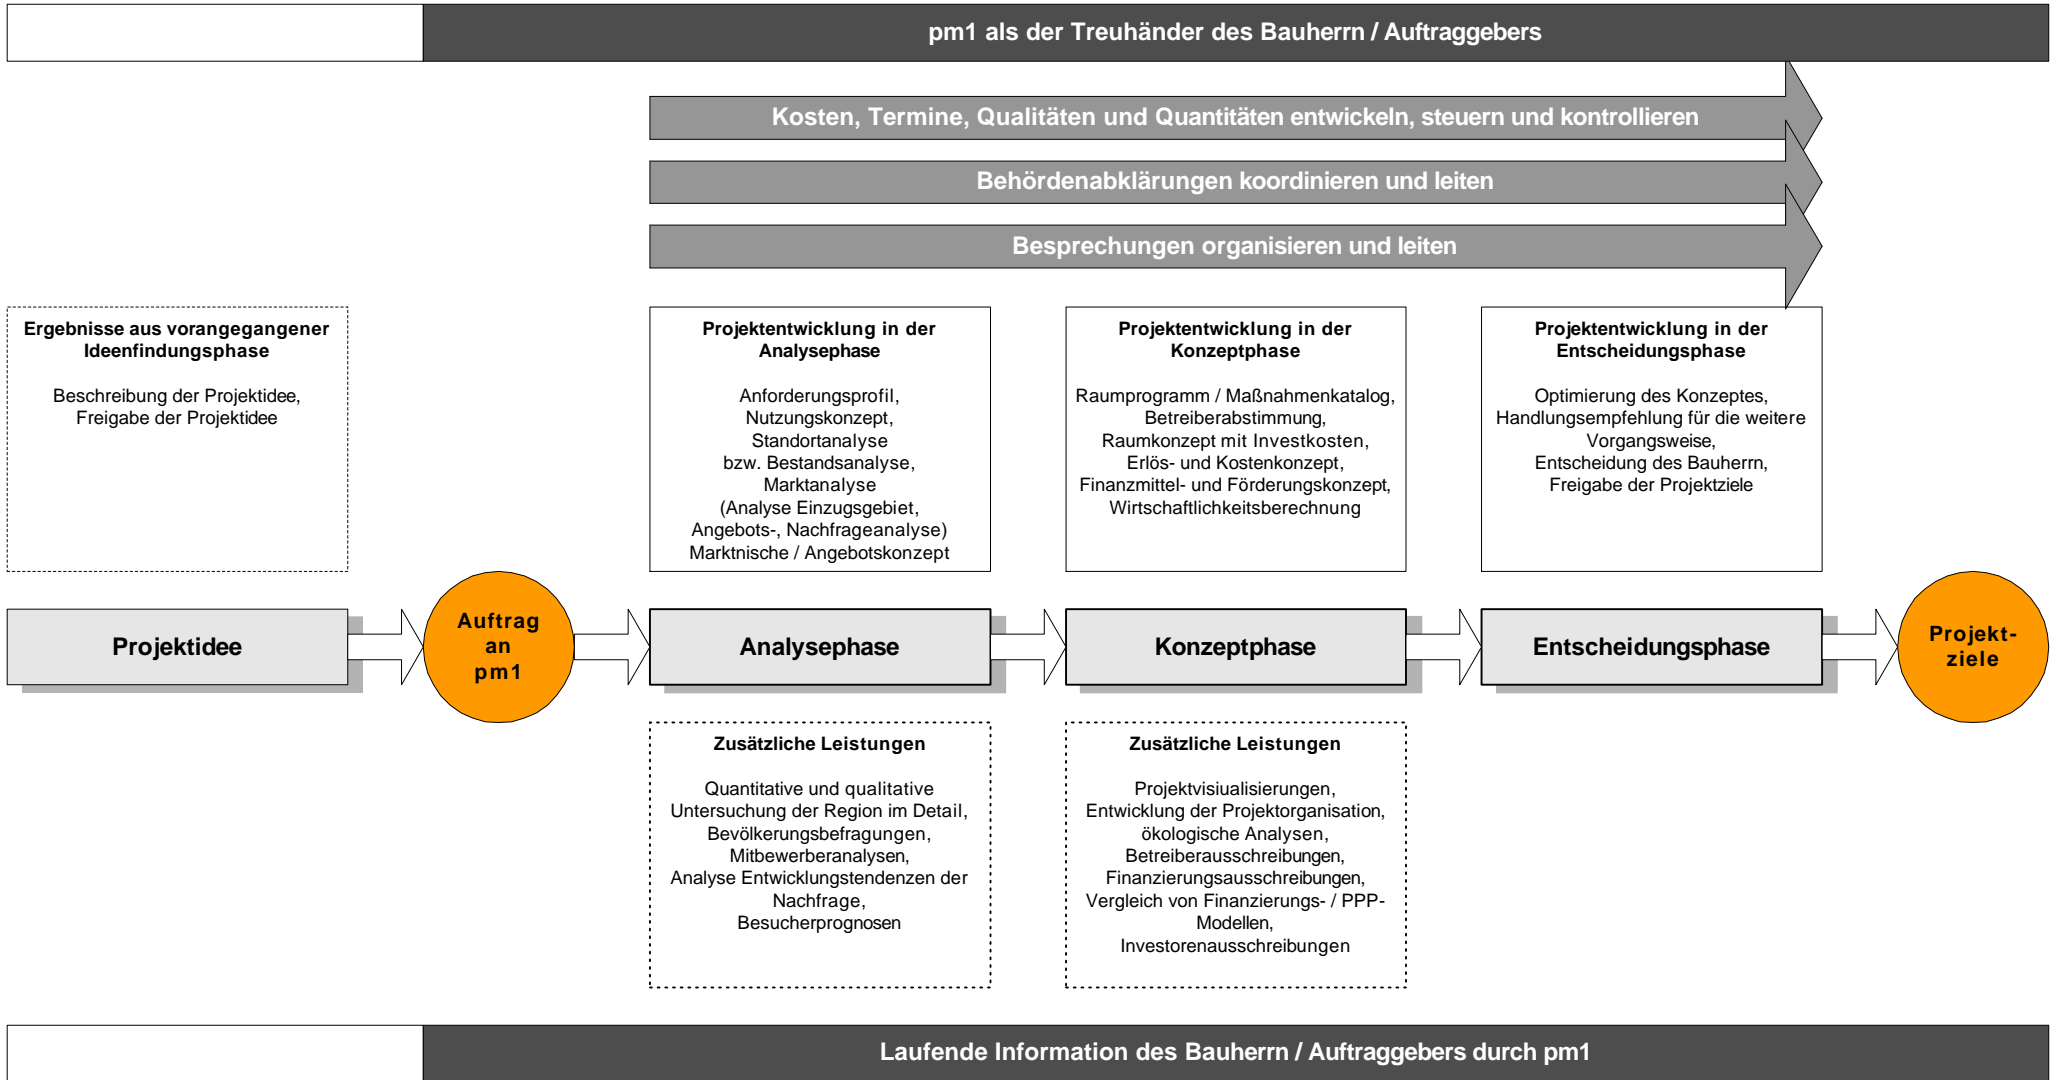 pm1 als der Treuhänder des Bauherrn / Auftraggebers
Kosten, Termine, Qualitäten und Quantitäten entwickeln, steuern und kontrollieren
Behördenabklärungen koordinieren und leiten
Besprechungen organisieren und leiten
Ergebnisse aus vorangegangener
Ideenfindungsphase
Beschreibung der Projektidee,
Freigabe der Projektidee
Projektentwicklung in der
Analysephase
Anforderungsprofil,
Nutzungskonzept,
Standortanalyse
bzw. Bestandsanalyse,
Marktanalyse
(Analyse Einzugsgebiet,
Angebots-, Nachfrageanalyse)
Marktnische / Angebotskonzept
Projektentwicklung in der
Konzeptphase
Raumprogramm / Maßnahmenkatalog,
Betreiberabstimmung,
Raumkonzept mit Investkosten,
Erlös- und Kostenkonzept,
Finanzmittel- und Förderungskonzept,
Wirtschaftlichkeitsberechnung
Projektentwicklung in der
Entscheidungsphase
Optimierung des Konzeptes,
Handlungsempfehlung für die weitere
Vorgangsweise,
Entscheidung des Bauherrn,
Freigabe der Projektziele
Projektidee
Auftrag
an
pm1
Analysephase
Konzeptphase
Entscheidungsphase
Projekt-
ziele
Zusätzliche Leistungen
Quantitative und qualitative
Untersuchung der Region im Detail,
Bevölkerungsbefragungen,
Mitbewerberanalysen,
Analyse Entwicklungstendenzen der
Nachfrage,
Besucherprognosen
Zusätzliche Leistungen
Projektvisiualisierungen,
Entwicklung der Projektorganisation,
ökologische Analysen,
Betreiberausschreibungen,
Finanzierungsausschreibungen,
Vergleich von Finanzierungs- / PPP-
Modellen,
Investorenausschreibungen
Laufende Information des Bauherrn / Auftraggebers durch pm1